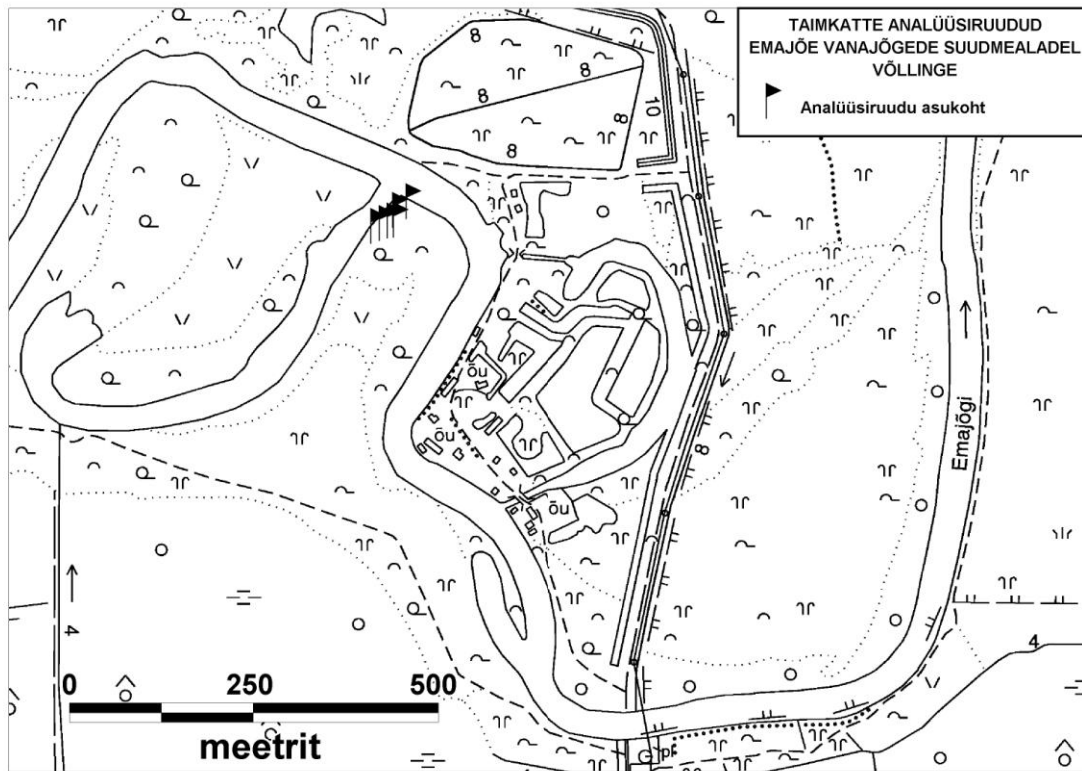 TAIMKATTE ANALÜÜSIRUUDUD
EMAJÕE VANAJÕGEDE SUUDMEALADEL
VÕLLINGE
Analüüsiruudu asukoht
8
8
8
8
8
10
õu
õu
õu
8
Emajõgi
4
4
0 250 500
meetrit